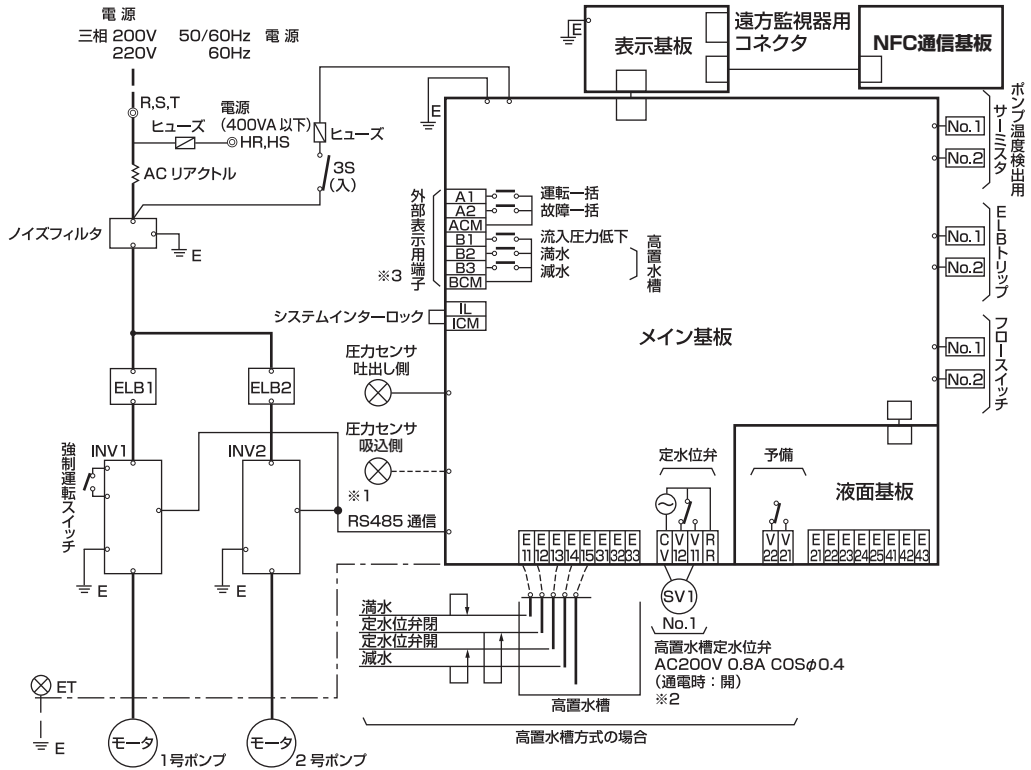 電 源
三相 200V 50/60Hz 電 源
220V 60Hz
R,S,T
ヒューズ
電源
(400VA 以下)
HR,HS
AC リアクトル
ノイズフィルタ
E
ヒューズ
3S
(入)
E
E
表示基板
遠方監視器用
コネクタ
NFC通信基板
ポンプ温度検出用
サーミスタ
No.1
No.2
ELBトリップ
No.1
No.2
フロースイッチ
No.1
No.2
外部表示用端子
※3
A1
A2
ACM
B1
B2
B3
BCM
運転一括
故障一括
流入圧力低下
満水
減水
高置水槽
システムインターロック
IL
ICM
メイン基板
圧力センサ
吐出し側
圧力センサ
吸込側
※1
RS485 通信
ELB1
ELB2
INV1
INV2
強制運転スイッチ
E
E
定水位弁
予備
液面基板
E11 E12 E13 E14 E15 E31 E32 E33
CV V12 V11 RR
V22 V21
E21 E22 E23 E24 E25 E41 E42 E43
満水
定水位弁閉
定水位弁開
減水
高置水槽
SV1
No.1
高置水槽定水位弁
AC200V 0.8A COSφ0.4
(通電時:開)
※2
高置水槽方式の場合
ET
E
モータ
1号ポンプ
モータ
2号ポンプ